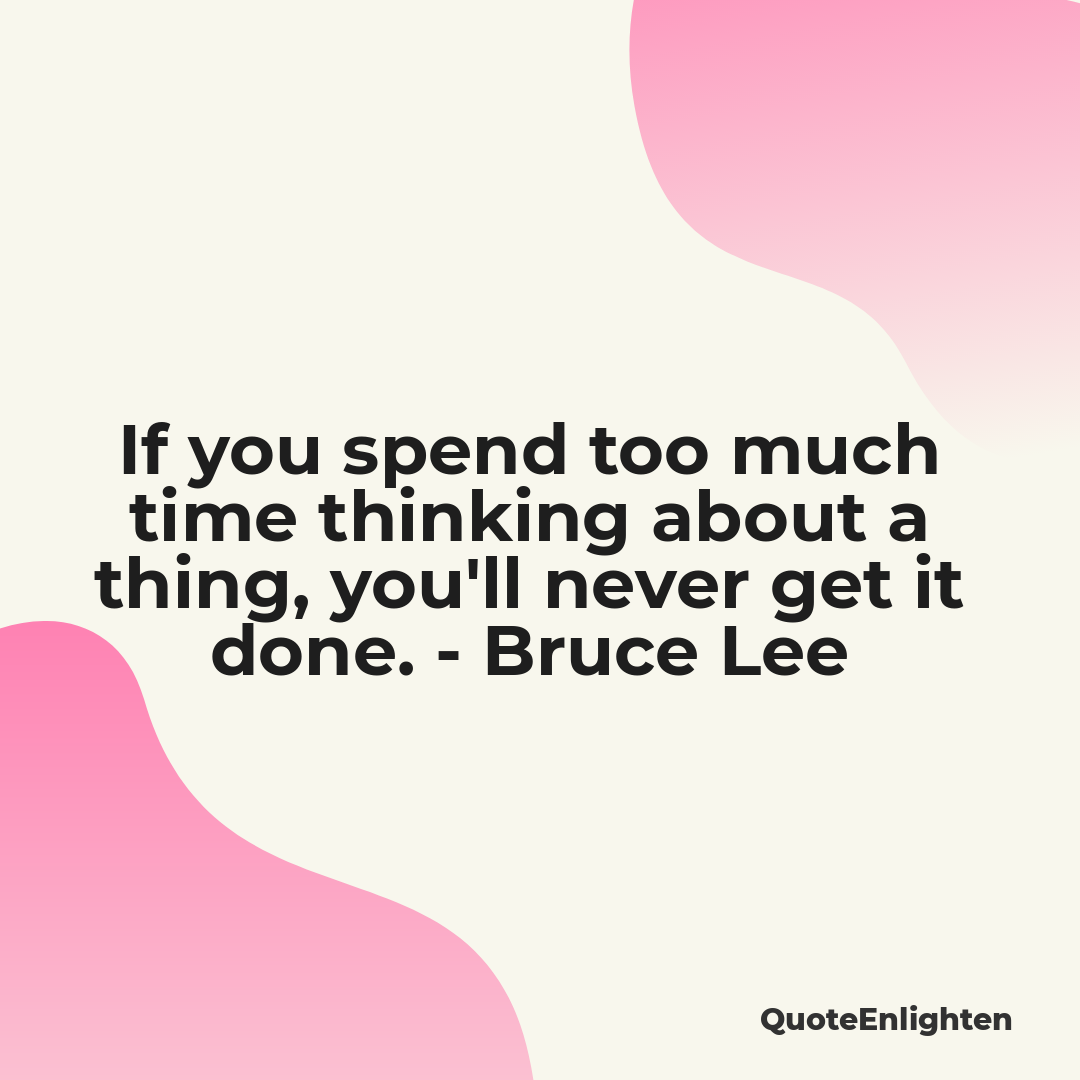 If you spend too much
time thinking about a
thing, you'll never get it
done. - Bruce Lee
QuoteEnlighten